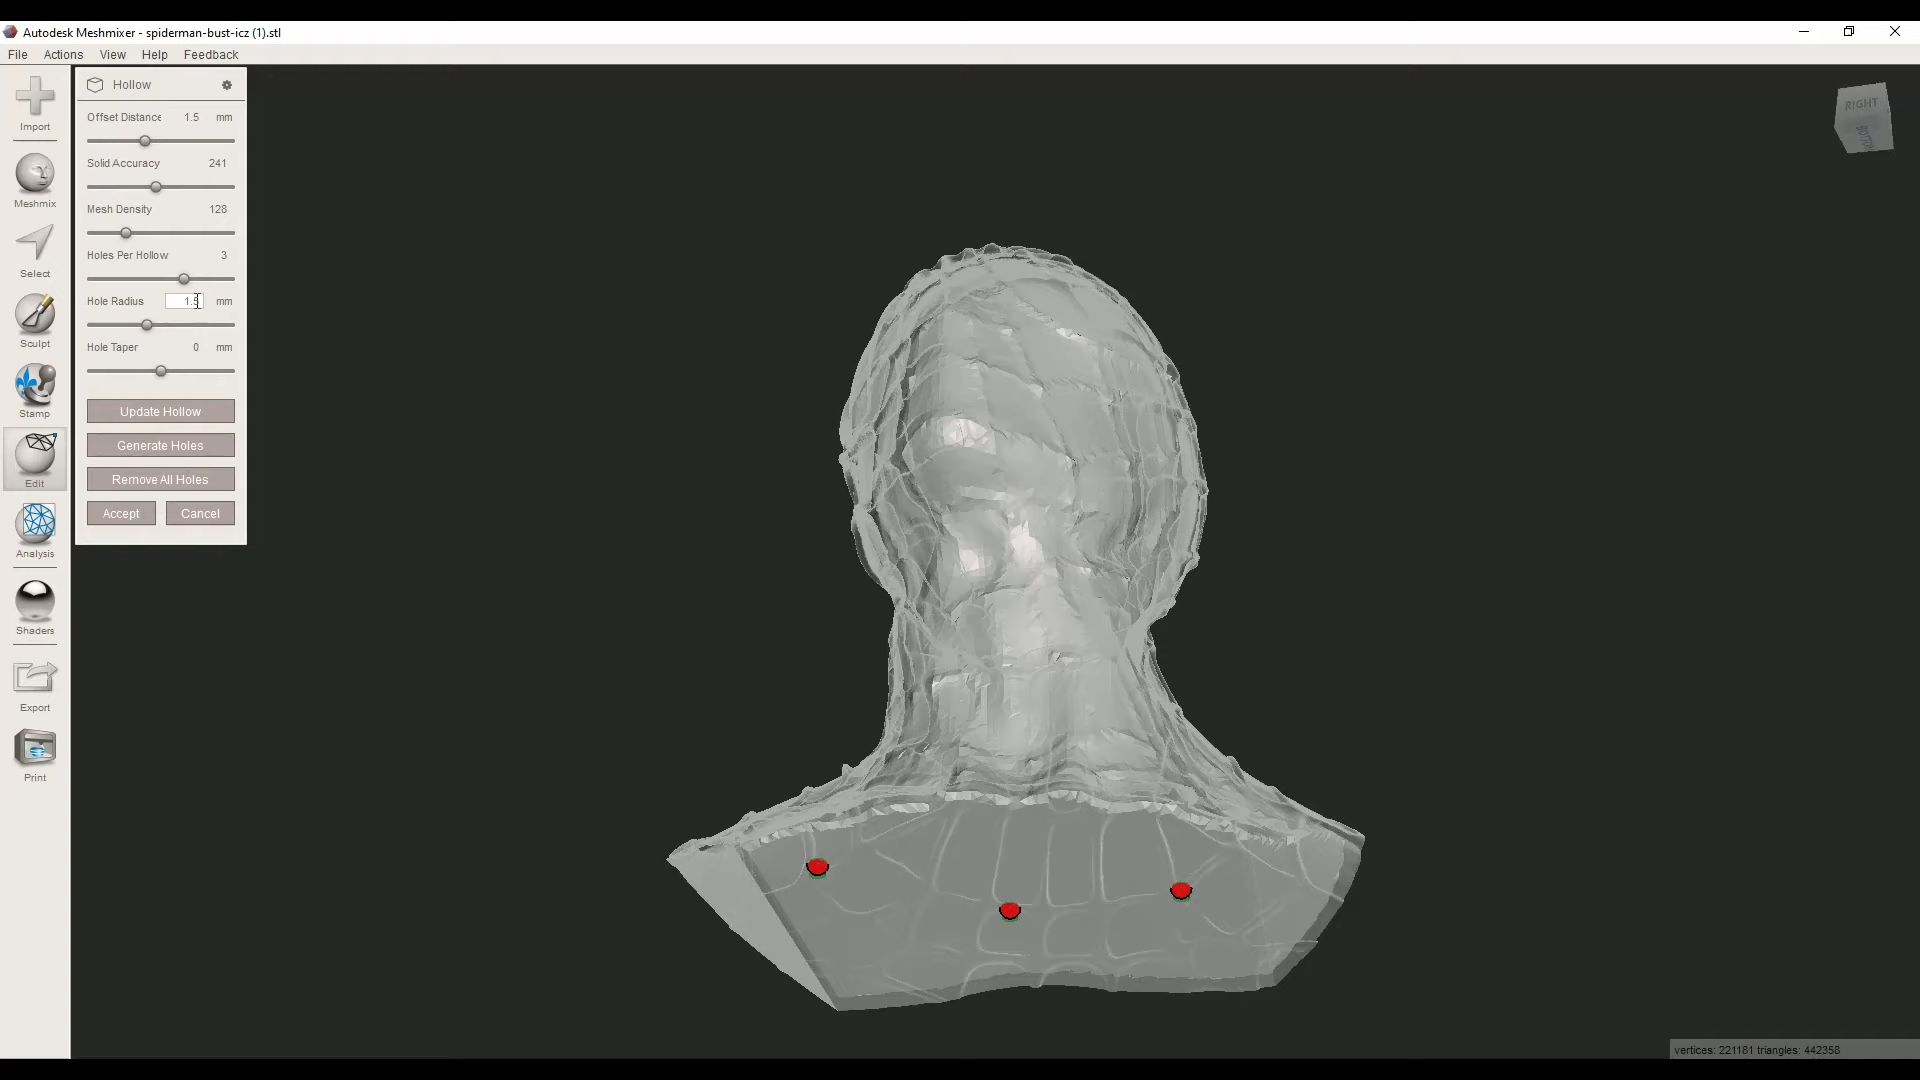 Autodesk Meshmixer - spiderman-bust-icz (1).stl
File Actions View Help Feedback
Import
Meshmix
Select
Sculpt
Stamp
Edit
Analysis
Shaders
Export
Print
Hollow
Offset Distance 1.5 mm
Solid Accuracy 241
Mesh Density 128
Holes Per Hollow 3
Hole Radius 1.5 mm
Hole Taper 0 mm
Update Hollow
Generate Holes
Remove All Holes
Accept Cancel
RIGHT
BOTTOM
vertices: 221181 triangles: 442358